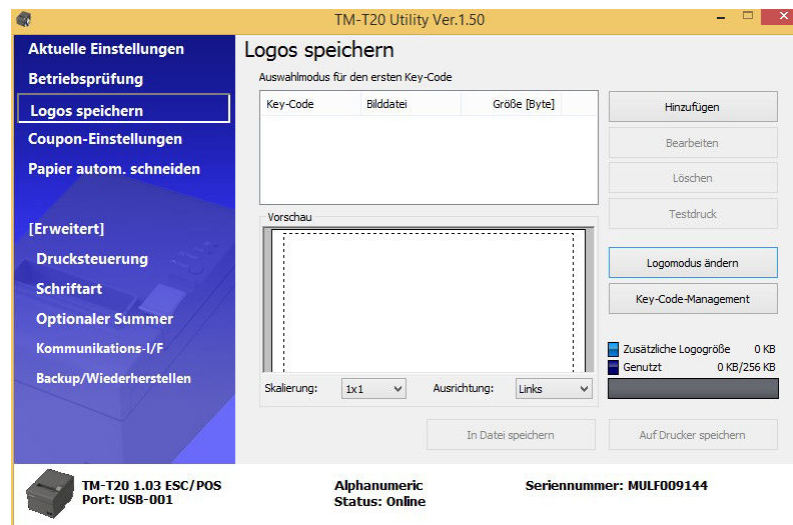 TM-T20 Utility Ver.1.50
Aktuelle Einstellungen
Betriebsprüfung
Logos speichern
Coupon-Einstellungen
Papier autom. schneiden
[Erweitert]
Drucksteuerung
Schriftart
Optionaler Summer
Kommunikations-I/F
Backup/Wiederherstellen
Logos speichern
Auswahlmodus für den ersten Key-Code
Key-Code Bilddatei Größe [Byte]
Hinzufügen
Bearbeiten
Löschen
Testdruck
Vorschau
Logomodus ändern
Key-Code-Management
Zusätzliche Logogröße 0 KB
Genutzt 0 KB/256 KB
Skalierung: 1x1 Ausrichtung: Links
In Datei speichern Auf Drucker speichern
TM-T20 1.03 ESC/POS Alphanumeric Seriennummer: MULF009144
Port: USB-001 Status: Online